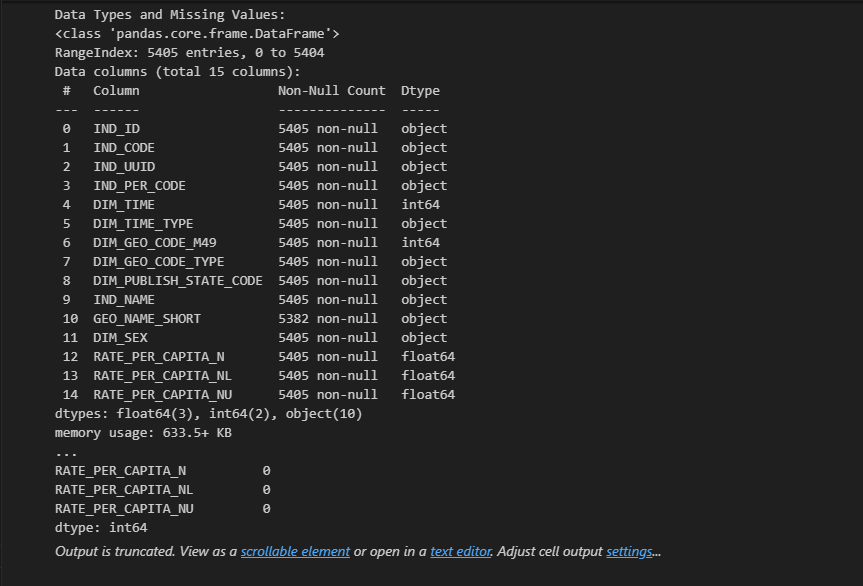 Data Types and Missing Values:
<class 'pandas.core.frame.DataFrame'>
RangeIndex: 5405 entries, 0 to 5404
Data columns (total 15 columns):
 #   Column                  Non-Null Count  Dtype
---  ------                  --------------  -----
 0   IND_ID                  5405 non-null   object
 1   IND_CODE                5405 non-null   object
 2   IND_UUID                5405 non-null   object
 3   IND_PER_CODE            5405 non-null   object
 4   DIM_TIME                5405 non-null   int64
 5   DIM_TIME_TYPE           5405 non-null   object
 6   DIM_GEO_CODE_M49        5405 non-null   int64
 7   DIM_GEO_CODE_TYPE       5405 non-null   object
 8   DIM_PUBLISH_STATE_CODE  5405 non-null   object
 9   IND_NAME                5405 non-null   object
 10  GEO_NAME_SHORT          5382 non-null   object
 11  DIM_SEX                 5405 non-null   object
 12  RATE_PER_CAPITA_N       5405 non-null   float64
 13  RATE_PER_CAPITA_NL      5405 non-null   float64
 14  RATE_PER_CAPITA_NU      5405 non-null   float64
dtypes: float64(3), int64(2), object(10)
memory usage: 633.5+ KB
...
RATE_PER_CAPITA_N          0
RATE_PER_CAPITA_NL         0
RATE_PER_CAPITA_NU         0
dtype: int64
Output is truncated. View as a scrollable element or open in a text editor. Adjust cell output settings...